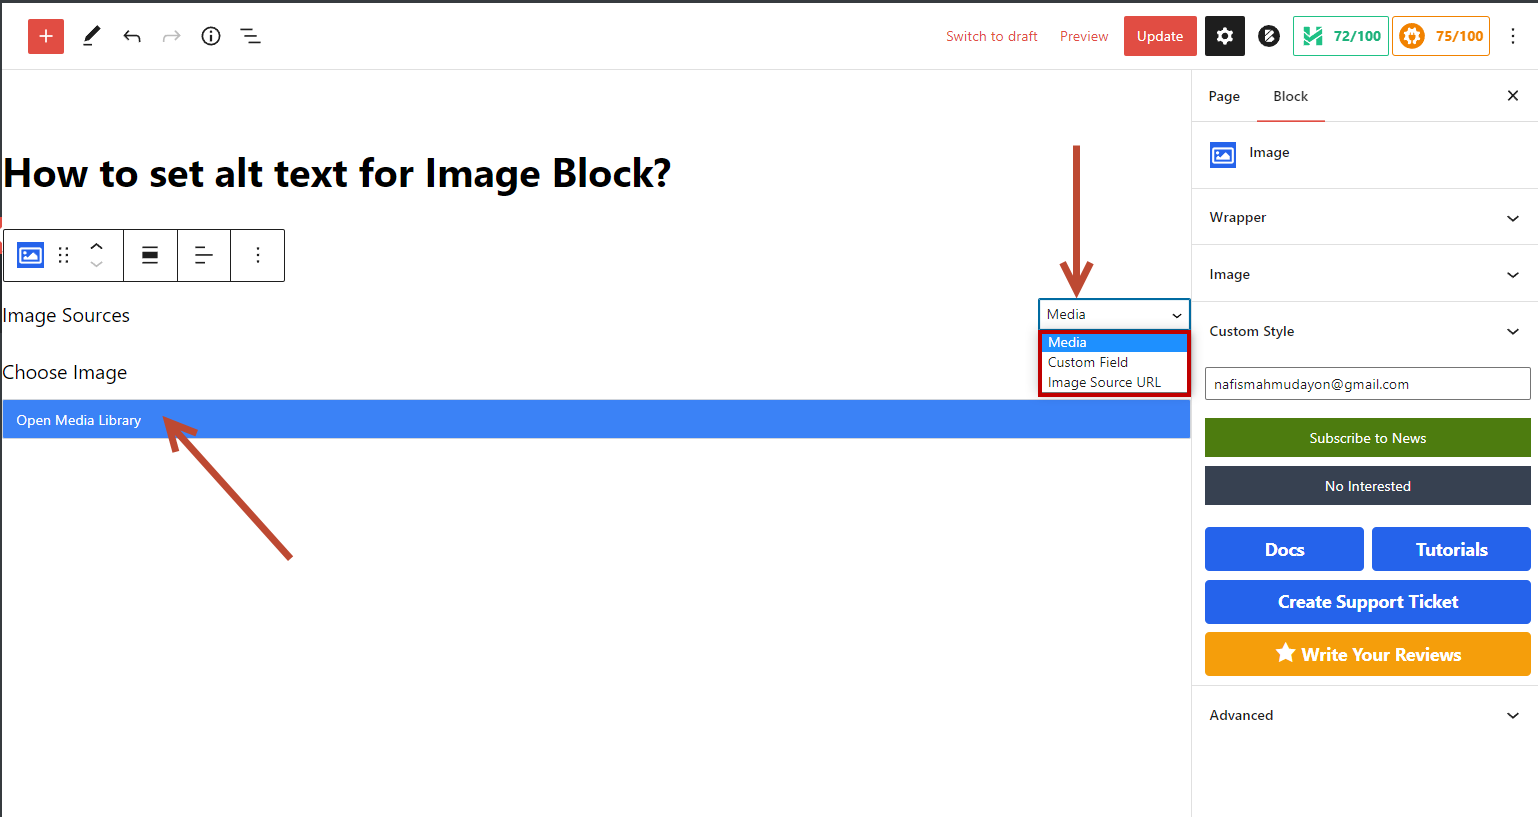 Switch to draft
Preview
Update
72/100
75/100
Page
Block
Image
How to set alt text for Image Block?
Wrapper
Image
Image Sources
Media
Media
Custom Field
Image Source URL
Custom Style
Choose Image
nafismahmudayon@gmail.com
Open Media Library
Subscribe to News
No Interested
Docs
Tutorials
Create Support Ticket
Write Your Reviews
Advanced